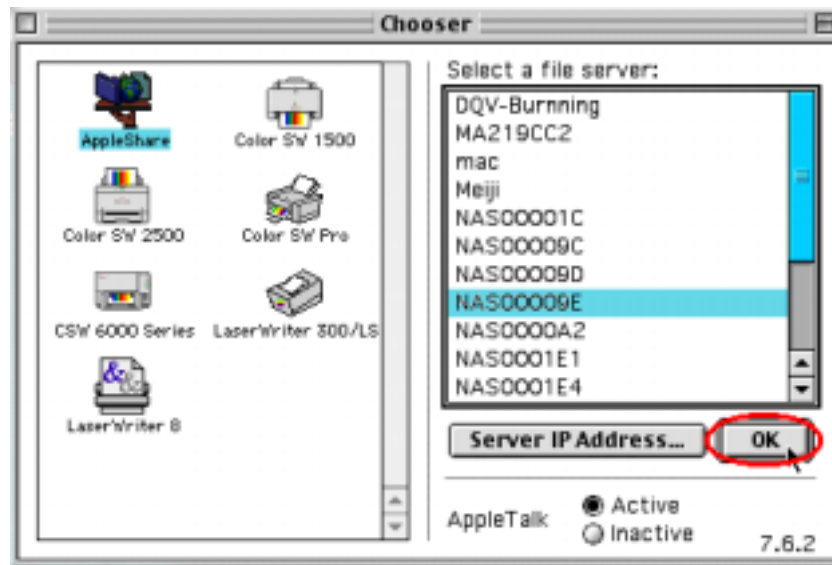 Chooser
AppleShare
Color SW 1500
Color SW 2500
Color SW Pro
CSW 6000 Series
LaserWriter 300/LS
&&
LaserWriter 8
Select a file server:
DQV-Burnning
MA219CC2
mac
Meiji
NAS00001C
NAS00009C
NAS00009D
NAS00009E
NAS0000A2
NAS0001E1
NAS0001E4
Server IP Address...
OK
AppleTalk
Active
Inactive
7.6.2